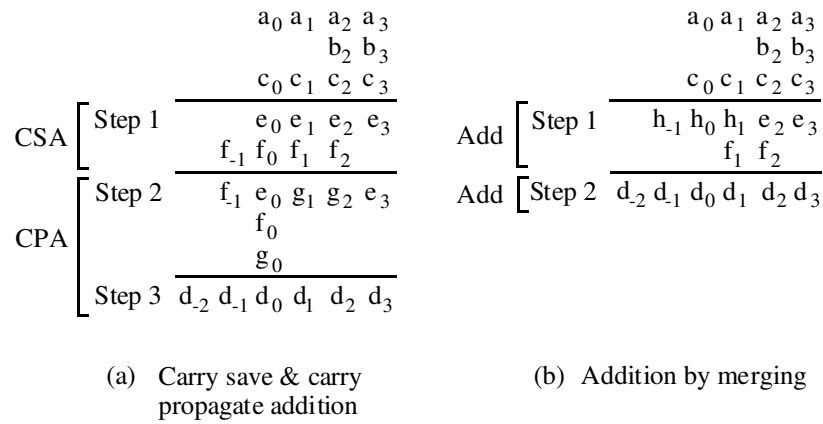 a₀ a₁ a₂ a₃
b₂ b₃
c₀ c₁ c₂ c₃
CSA
Step 1 e₀ e₁ e₂ e₃
f₋₁ f₀ f₁ f₂
CPA
Step 2 f₋₁ e₀ g₁ g₂ e₃
f₀
g₀
Step 3 d₋₂ d₋₁ d₀ d₁ d₂ d₃
(a) Carry save & carry
propagate addition
a₀ a₁ a₂ a₃
b₂ b₃
c₀ c₁ c₂ c₃
Add
Step 1 h₋₁ h₀ h₁ e₂ e₃
f₁ f₂
Add Step 2 d₋₂ d₋₁ d₀ d₁ d₂ d₃
(b) Addition by merging